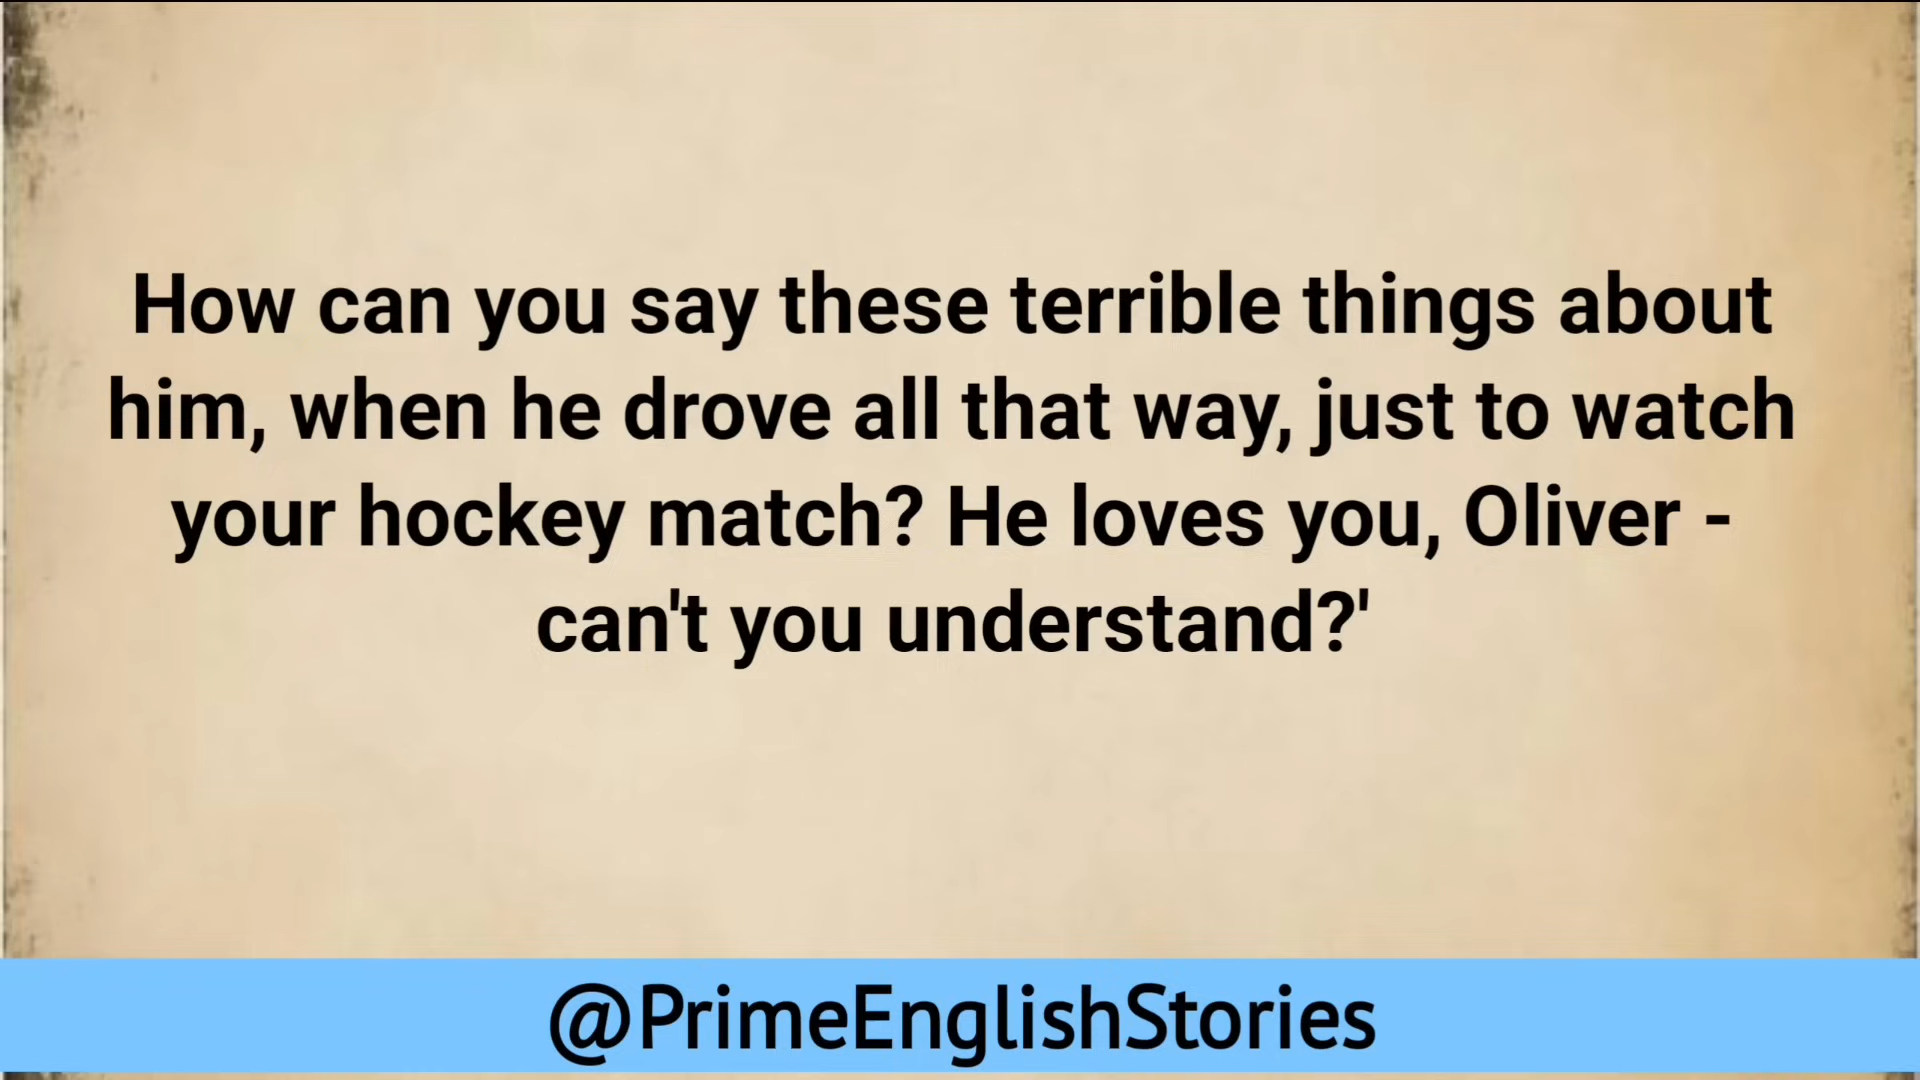 How can you say these terrible things about
him, when he drove all that way, just to watch
your hockey match? He loves you, Oliver -
can't you understand?'
@PrimeEnglishStories